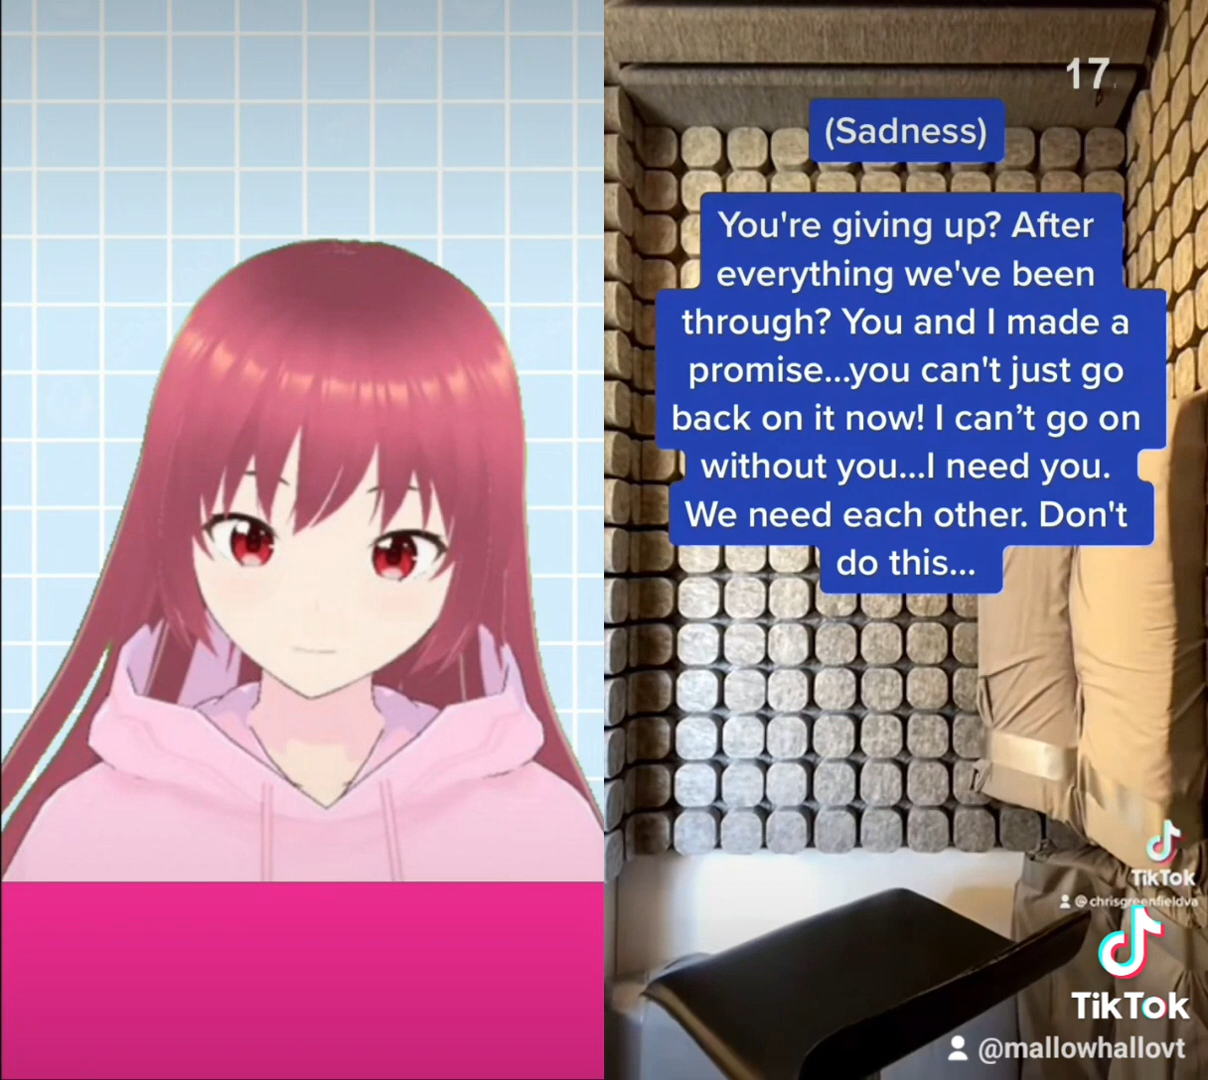 17
(Sadness)
You're giving up? After
everything we've been
through? You and I made a
promise...you can't just go
back on it now! I can’t go on
without you...I need you.
We need each other. Don't
do this...
TikTok
@chrisgreenfieldva
TikTok
@mallowhallovt